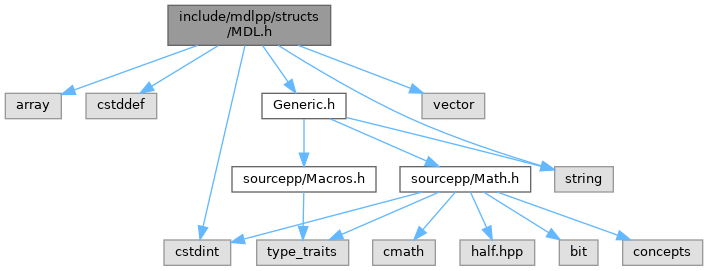 include/mdlpp/structs
/MDL.h
array
cstddef
Generic.h
vector
sourcepp/Macros.h
sourcepp/Math.h
string
cstdint
type_traits
cmath
half.hpp
bit
concepts